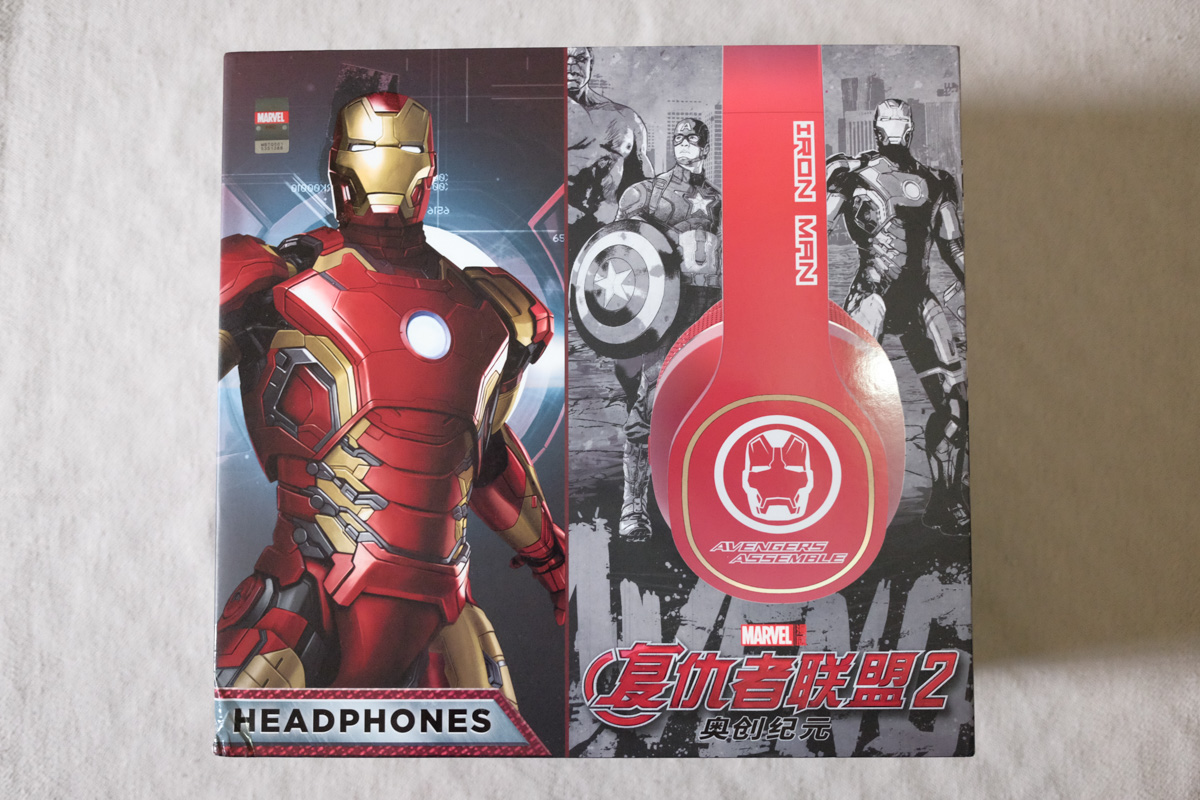 MARVEL
HEADPHONES
IRON MAN
AVENGERS
ASSEMBLE
MARVEL
复仇者联盟2
奥创纪元